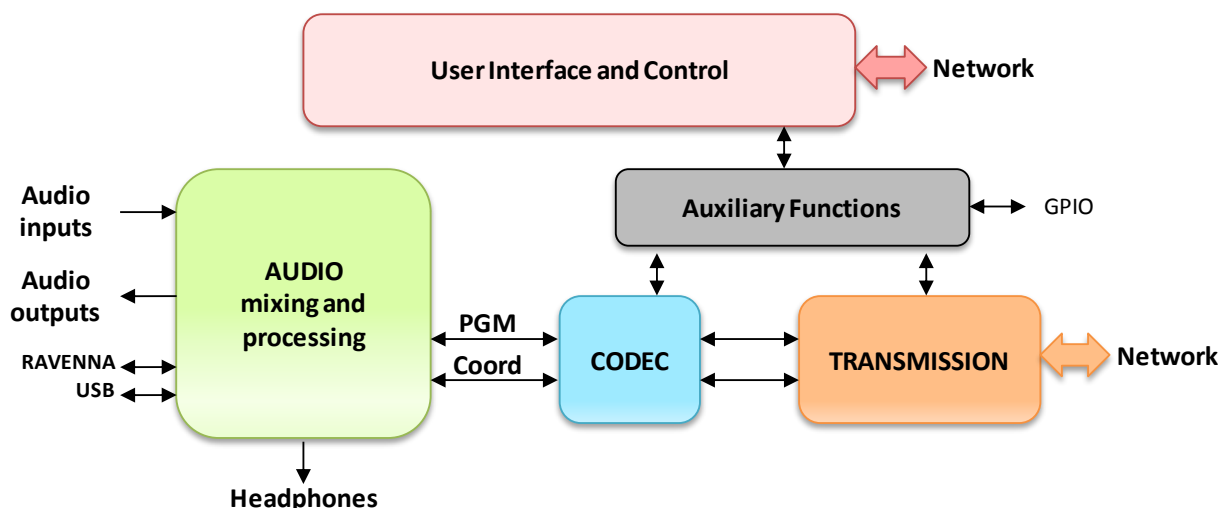 User Interface and Control
Network
Auxiliary Functions
GPIO
Audio
inputs
Audio
outputs
RAVENNA
USB
AUDIO
mixing and
processing
PGM
Coord
CODEC
TRANSMISSION
Network
Headphones